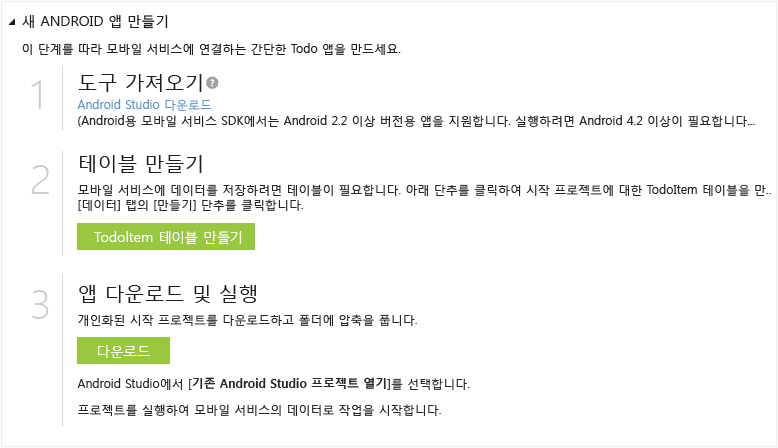 새 ANDROID 앱 만들기
이 단계를 따라 모바일 서비스에 연결하는 간단한 Todo 앱을 만드세요.
1 도구 가져오기 ?
Android Studio 다운로드
(Android용 모바일 서비스 SDK에서는 Android 2.2 이상 버전용 앱을 지원합니다. 실행하려면 Android 4.2 이상이 필요합니다...
2 테이블 만들기
모바일 서비스에 데이터를 저장하려면 테이블이 필요합니다. 아래 단추를 클릭하여 시작 프로젝트에 대한 TodoItem 테이블을 만..
[데이터] 탭의 [만들기] 단추를 클릭합니다.
TodoItem 테이블 만들기
3 앱 다운로드 및 실행
개인화된 시작 프로젝트를 다운로드하고 폴더에 압축을 풉니다.
다운로드
Android Studio에서 [기존 Android Studio 프로젝트 열기]를 선택합니다.
프로젝트를 실행하여 모바일 서비스의 데이터로 작업을 시작합니다.